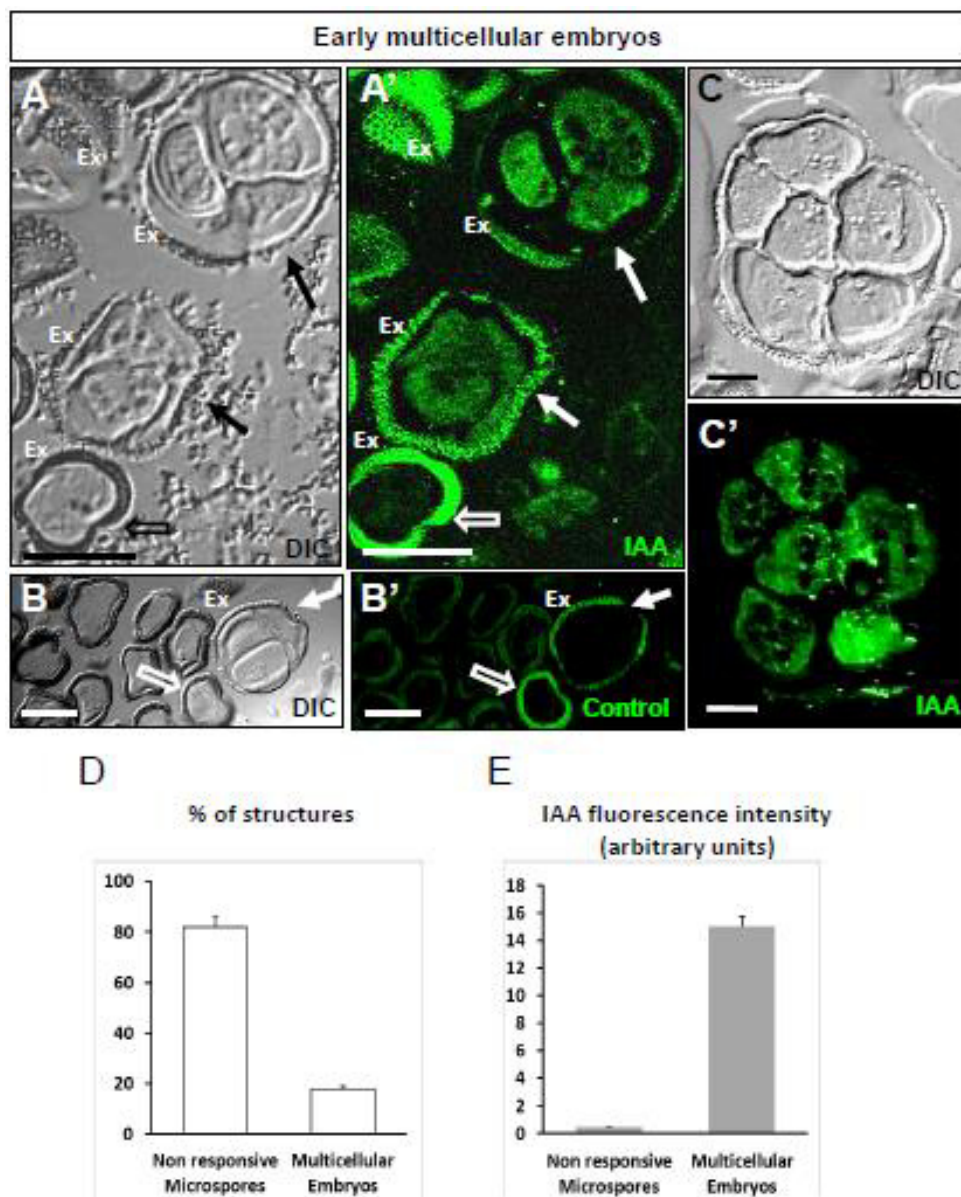 Early multicellular embryos
A
Ex
Ex
Ex
Ex
DIC
A'
Ex
Ex
Ex
Ex
IAA
C
DIC
B
Ex
DIC
B'
Ex
Control
C'
IAA
D
% of structures
100
80
60
40
20
0
Non responsive
Microspores
Multicellular
Embryos
E
IAA fluorescence intensity
(arbitrary units)
18
16
14
12
10
8
6
4
2
0
Non responsive
Microspores
Multicellular
Embryos